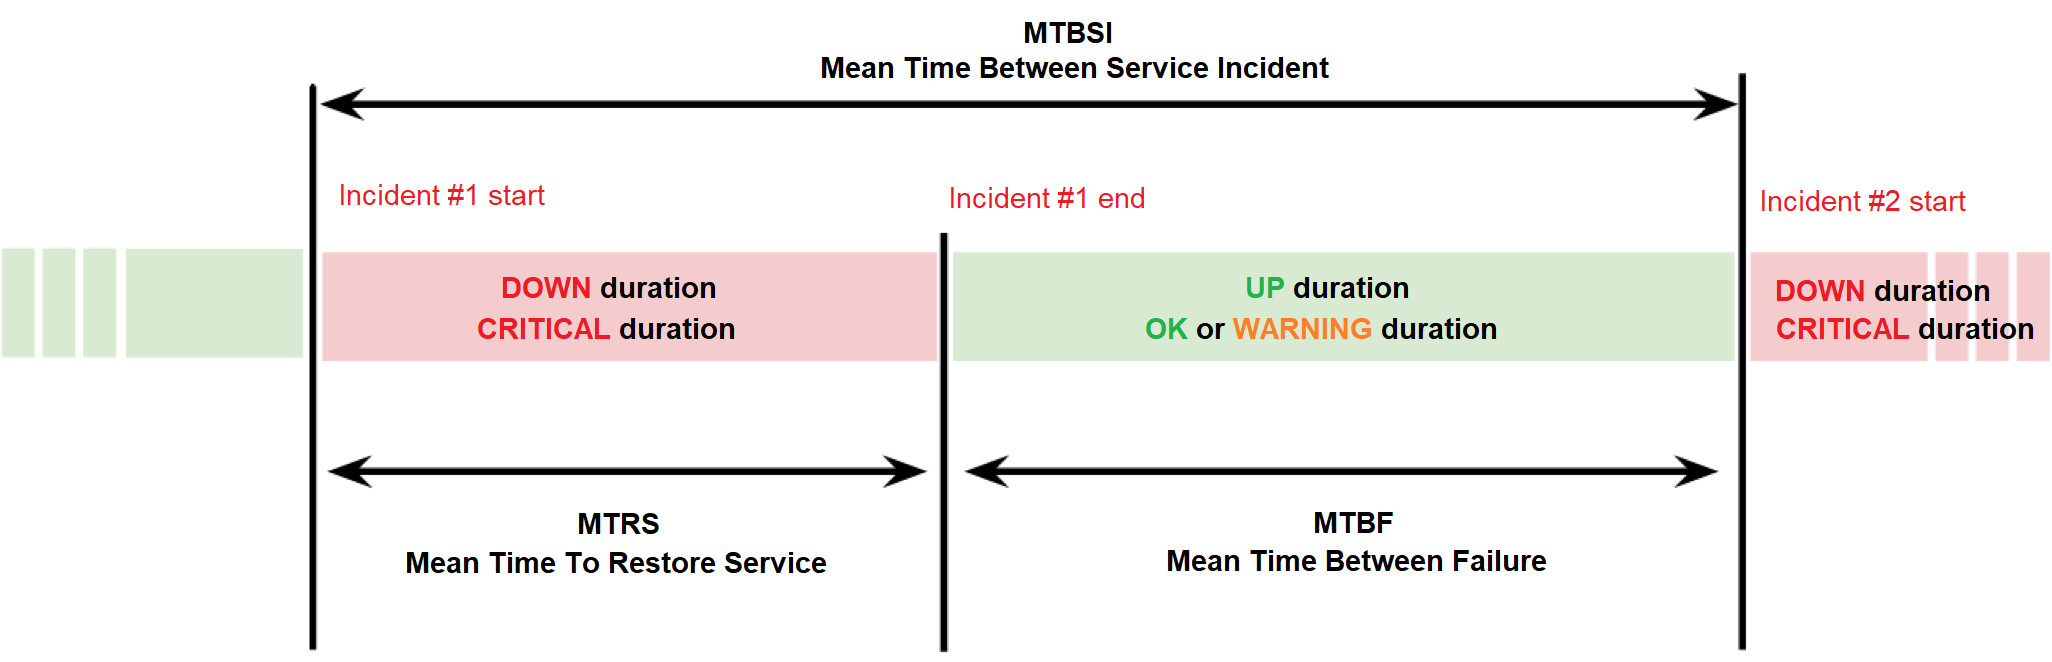 MTBSI
Mean Time Between Service Incident
Incident #1 start
Incident #1 end
Incident #2 start
DOWN duration
CRITICAL duration
UP duration
OK or WARNING duration
DOWN duration
CRITICAL duration
MTRS
Mean Time To Restore Service
MTBF
Mean Time Between Failure